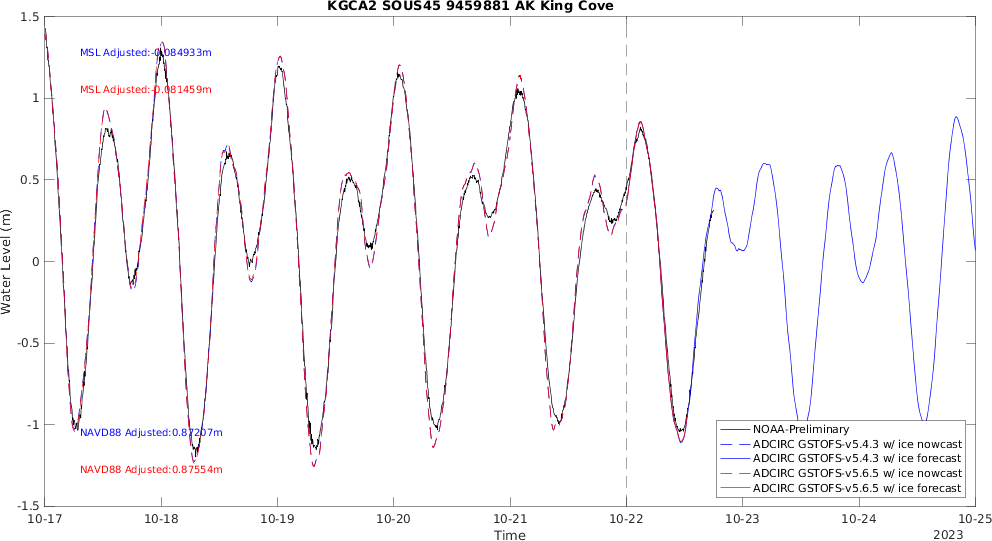 KGCA2 SOUS45 9459881 AK King Cove
1.5
1
0.5
0
-0.5
-1
-1.5
Water Level (m)
MSL Adjusted:-0.084933m
MSL Adjusted:-0.081459m
NAVD88 Adjusted:0.87207m
NAVD88 Adjusted:0.87554m
NOAA-Preliminary
ADCIRC GSTOFS-v5.4.3 w/ ice nowcast
ADCIRC GSTOFS-v5.4.3 w/ ice forecast
ADCIRC GSTOFS-v5.6.5 w/ ice nowcast
ADCIRC GSTOFS-v5.6.5 w/ ice forecast
10-17 10-18 10-19 10-20 10-21 10-22 10-23 10-24 10-25
Time
2023